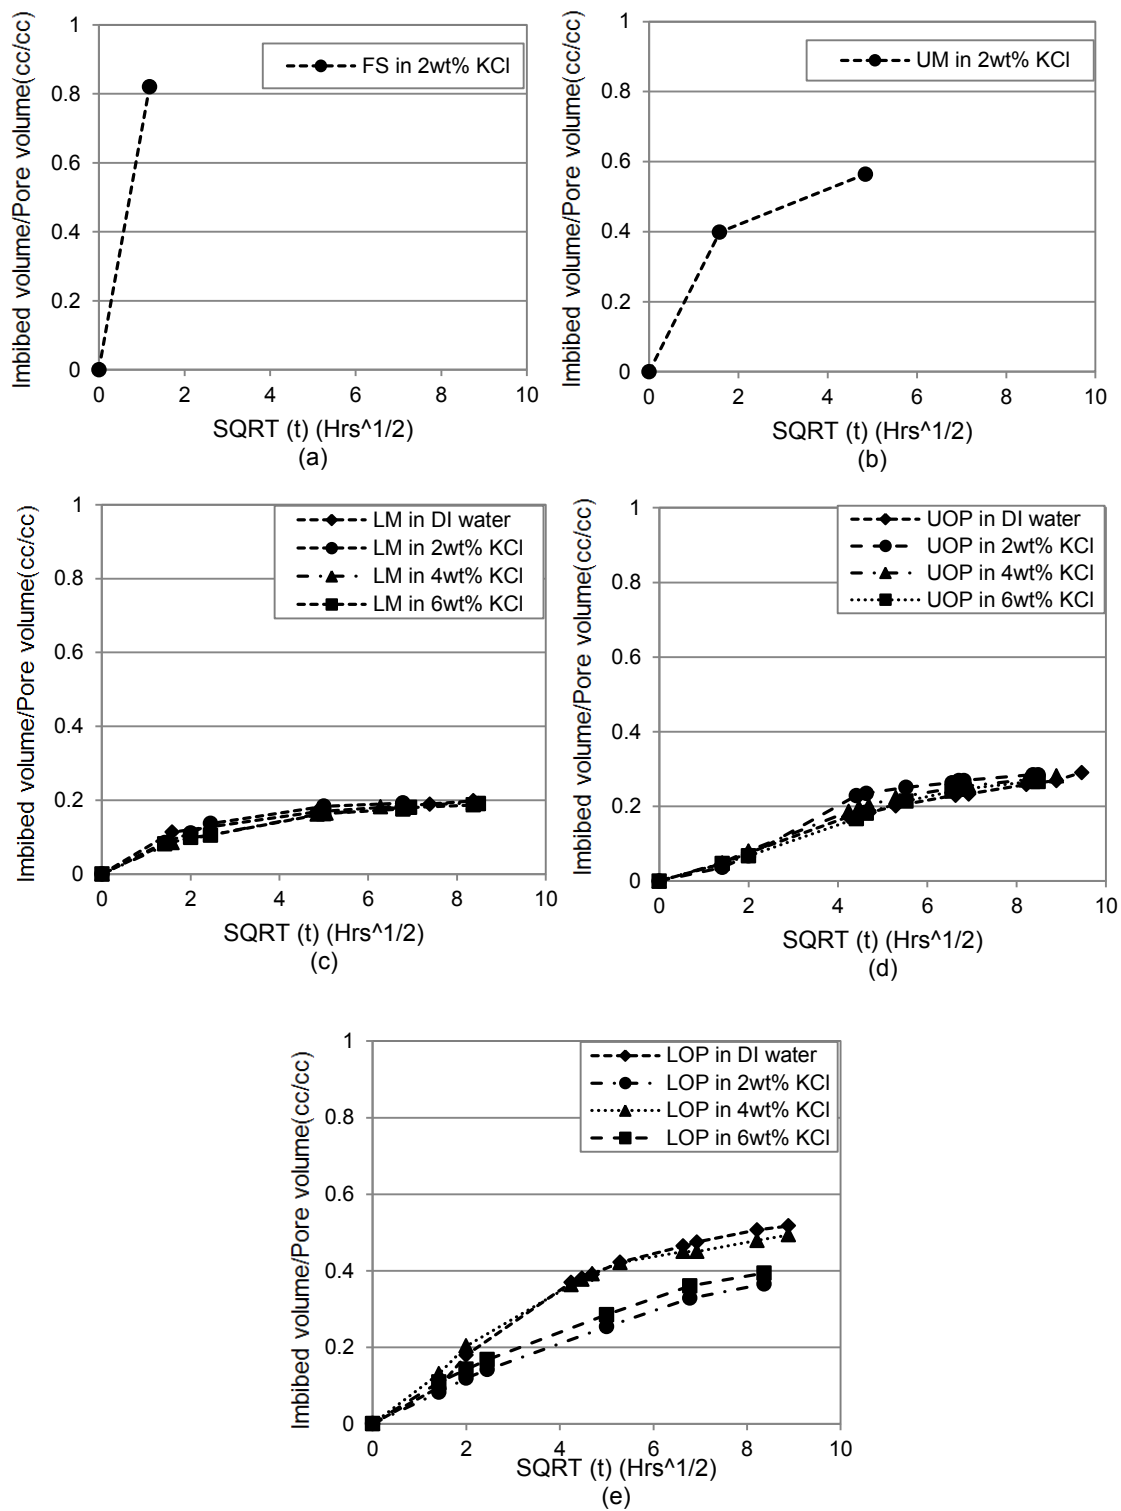 Imbibed volume/Pore volume(cc/cc)
1
0.8
0.6
0.4
0.2
0
FS in 2wt% KCl
0 2 4 6 8 10
SQRT (t) (Hrs^1/2)
(a)
Imbibed volume/Pore volume(cc/cc)
1
0.8
0.6
0.4
0.2
0
UM in 2wt% KCl
0 2 4 6 8 10
SQRT (t) (Hrs^1/2)
(b)
Imbibed volume/Pore volume(cc/cc)
1
0.8
0.6
0.4
0.2
0
LM in DI water
LM in 2wt% KCl
LM in 4wt% KCl
LM in 6wt% KCl
0 2 4 6 8 10
SQRT (t) (Hrs^1/2)
(c)
Imbibed volume/Pore volume(cc/cc)
1
0.8
0.6
0.4
0.2
0
UOP in DI water
UOP in 2wt% KCl
UOP in 4wt% KCl
UOP in 6wt% KCl
0 2 4 6 8 10
SQRT (t) (Hrs^1/2)
(d)
Imbibed volume/Pore volume(cc/cc)
1
0.8
0.6
0.4
0.2
0
LOP in DI water
LOP in 2wt% KCl
LOP in 4wt% KCl
LOP in 6wt% KCl
0 2 4 6 8 10
SQRT (t) (Hrs^1/2)
(e)